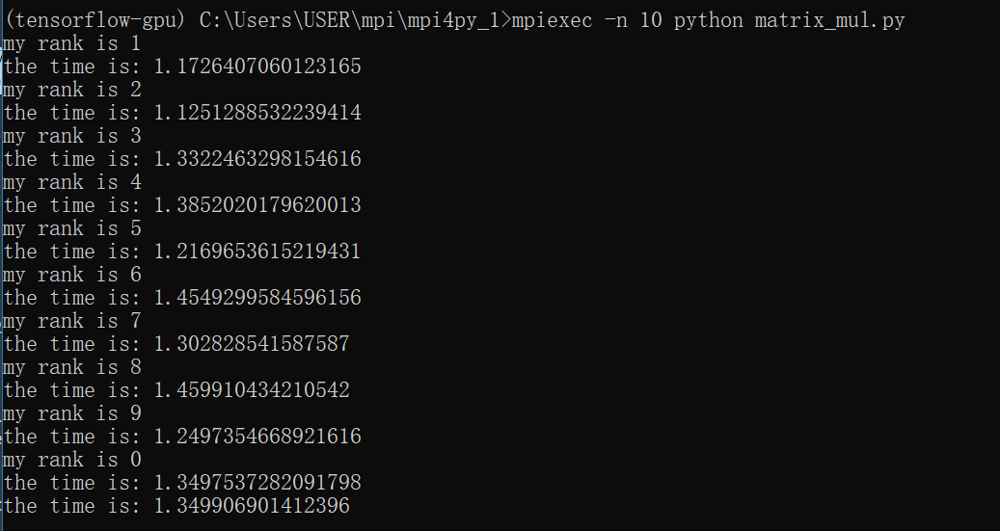 (tensorflow-gpu) C:\Users\USER\mpi\mpi4py_1>mpiexec -n 10 python matrix_mul.py
my rank is 1
the time is: 1.1726407060123165
my rank is 2
the time is: 1.1251288532239414
my rank is 3
the time is: 1.3322463298154616
my rank is 4
the time is: 1.3852020179620013
my rank is 5
the time is: 1.2169653615219431
my rank is 6
the time is: 1.4549299584596156
my rank is 7
the time is: 1.302828541587587
my rank is 8
the time is: 1.459910434210542
my rank is 9
the time is: 1.2497354668921616
my rank is 0
the time is: 1.3497537282091798
the time is: 1.349906901412396